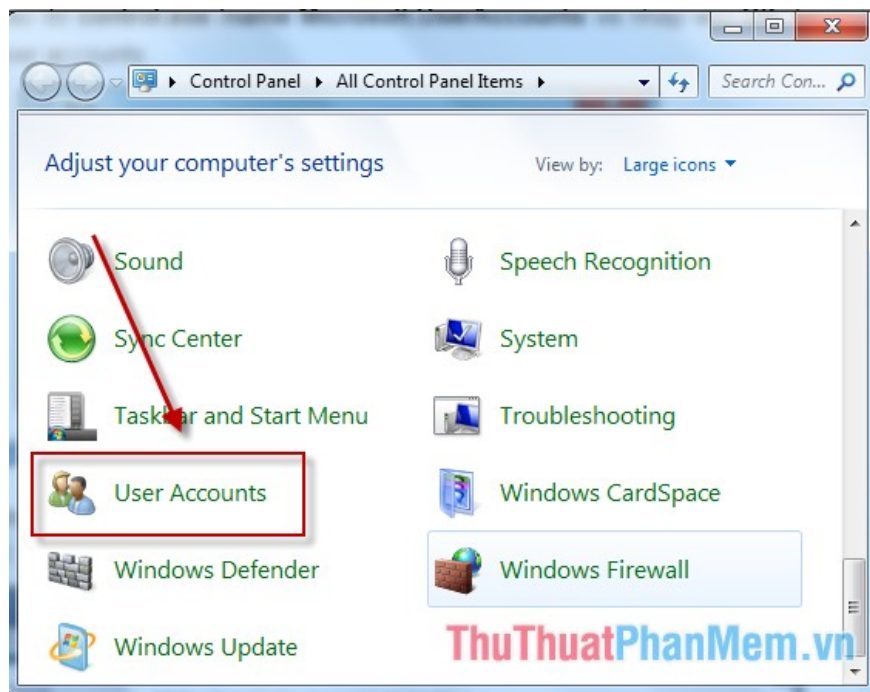 Control Panel ▸ All Control Panel Items ▸
Search Con...
Adjust your computer's settings
View by: Large icons
Sound
Speech Recognition
Sync Center
System
Taskbar and Start Menu
Troubleshooting
User Accounts
Windows CardSpace
Windows Defender
Windows Firewall
Windows Update
ThuThuatPhanMem.vn